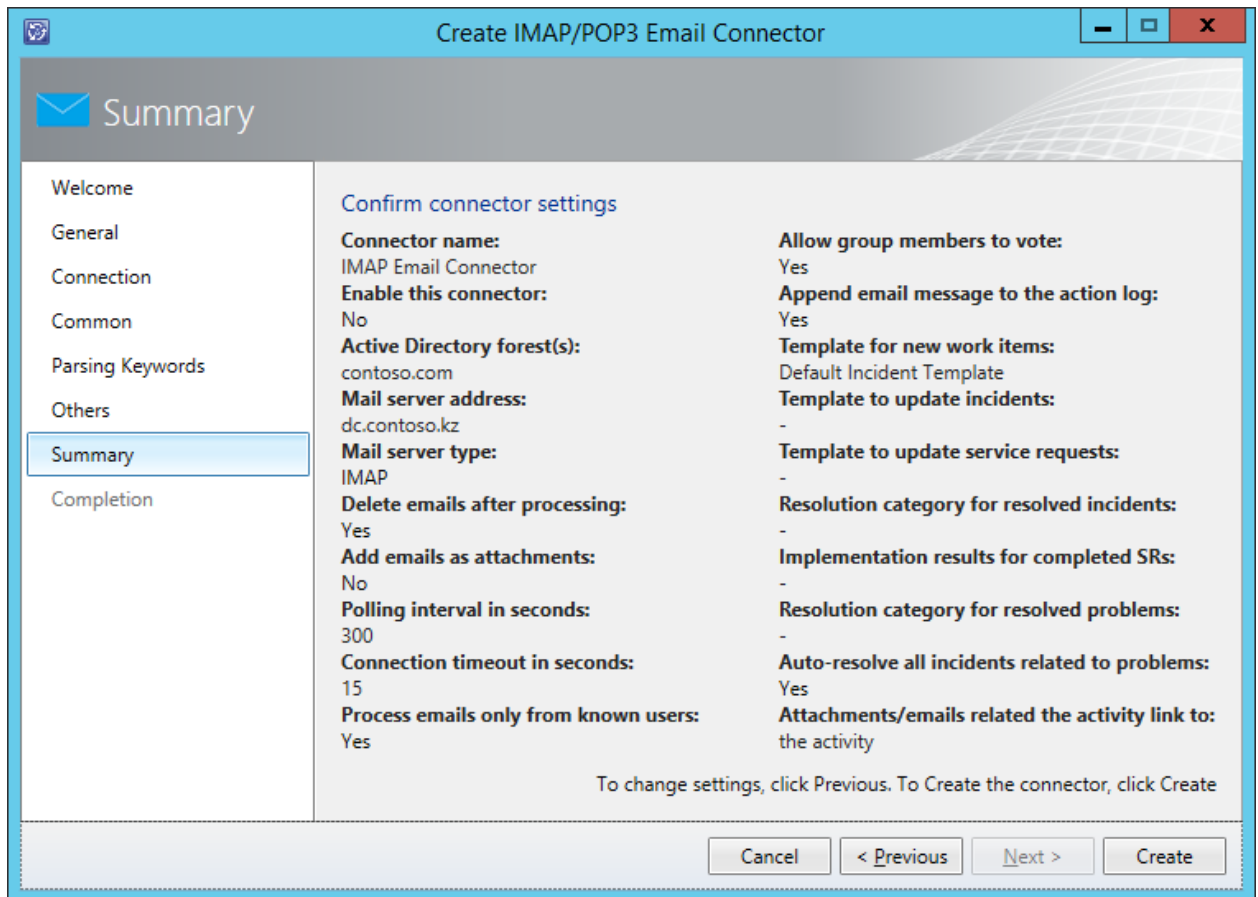 Create IMAP/POP3 Email Connector
Summary
Welcome
General
Connection
Common
Parsing Keywords
Others
Summary
Completion
Confirm connector settings
Connector name:
IMAP Email Connector
Enable this connector:
No
Active Directory forest(s):
contoso.com
Mail server address:
dc.contoso.kz
Mail server type:
IMAP
Delete emails after processing:
Yes
Add emails as attachments:
No
Polling interval in seconds:
300
Connection timeout in seconds:
15
Process emails only from known users:
Yes
Allow group members to vote:
Yes
Append email message to the action log:
Yes
Template for new work items:
Default Incident Template
Template to update incidents:
-
Template to update service requests:
-
Resolution category for resolved incidents:
-
Implementation results for completed SRs:
-
Resolution category for resolved problems:
-
Auto-resolve all incidents related to problems:
Yes
Attachments/emails related the activity link to:
the activity
To change settings, click Previous. To Create the connector, click Create
Cancel
< Previous
Next >
Create